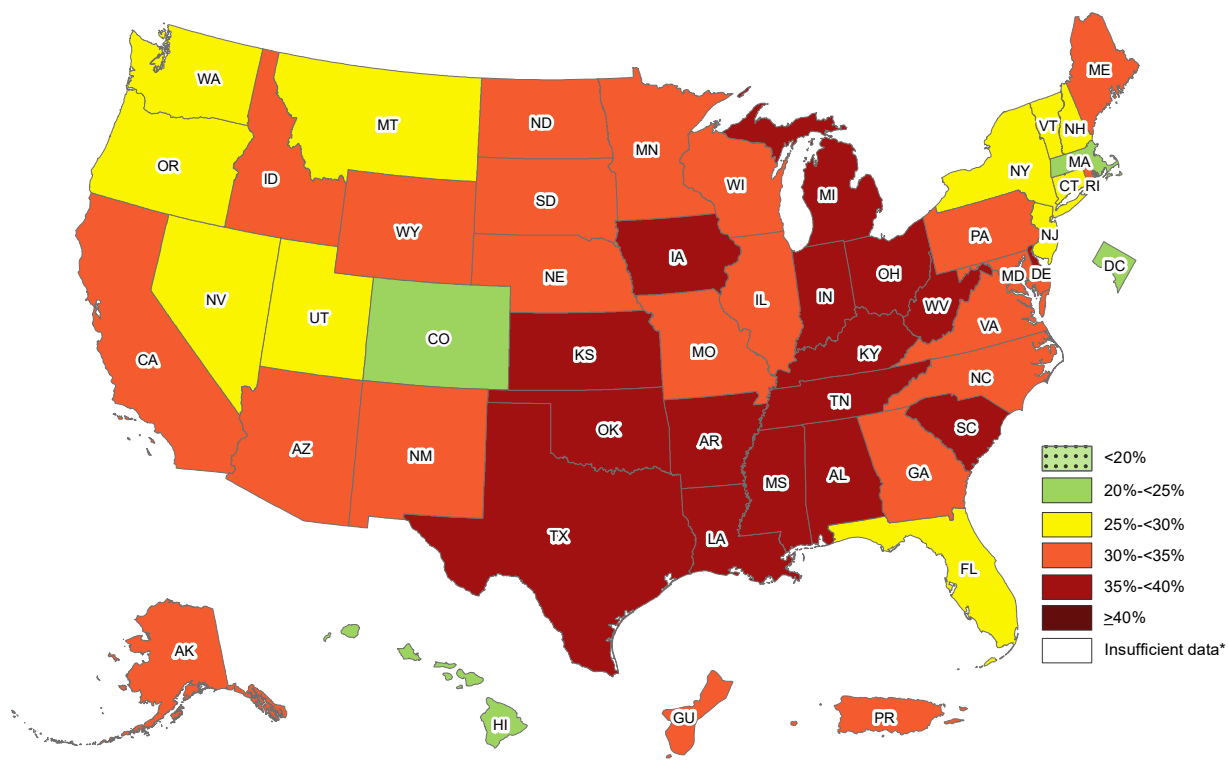 WA
MT
ND
MN
ME
OR
ID
SD
WI
MI
NY
VT
NH
MA
CT
RI
WY
NE
IA
PA
NJ
NV
UT
CO
IL
IN
OH
MD
DE
DC
WV
VA
CA
KS
MO
KY
NC
AZ
NM
OK
AR
TN
SC
MS
AL
GA
TX
LA
FL
<20%
20%-<25%
25%-<30%
30%-<35%
35%-<40%
≥40%
Insufficient data*
AK
HI
GU
PR